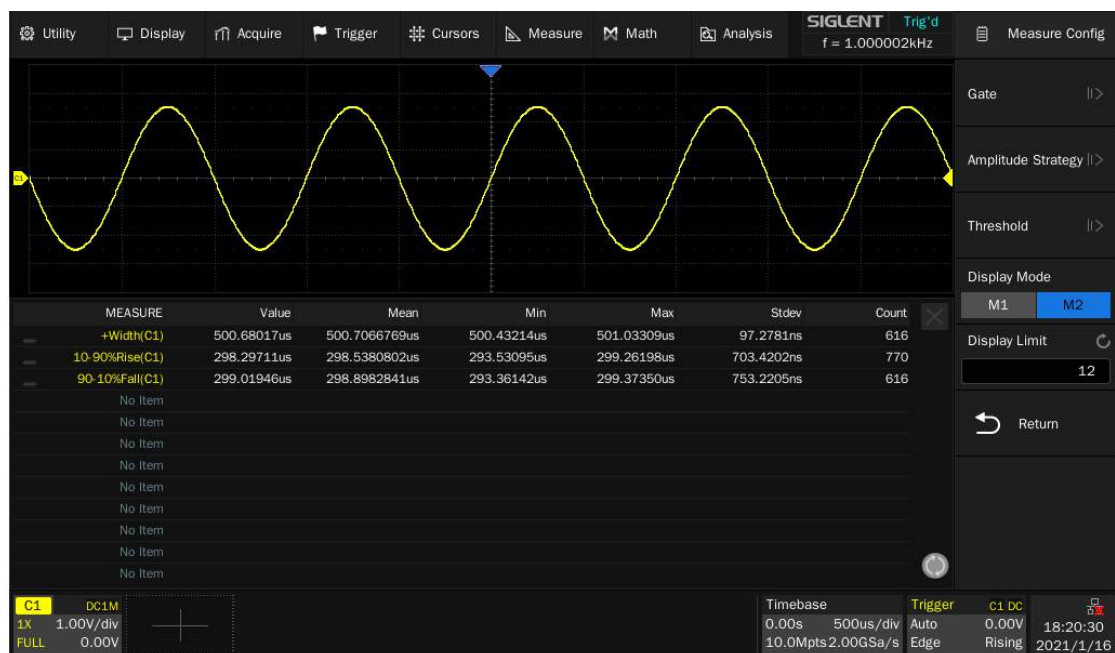 Utility Display Acquire Trigger Cursors Measure Math Analysis SIGLENT Trig'd
f = 1.000002kHz
Measure Config
Gate
Amplitude Strategy
Threshold
Display Mode
M1 M2
Display Limit
12
Return
C1
MEASURE Value Mean Min Max Stdev Count
+Width(C1) 500.68017us 500.7066769us 500.43214us 501.03309us 97.2781ns 616
10-90%Rise(C1) 298.29711us 298.5380802us 293.53095us 299.26198us 703.4202ns 770
90-10%Fall(C1) 299.01946us 298.8982841us 293.36142us 299.37350us 753.2205ns 616
No Item
No Item
No Item
No Item
No Item
No Item
No Item
No Item
No Item
C1 DC1M
1X 1.00V/div
FULL 0.00V
Timebase
0.00s 500us/div
10.0Mpts 2.00GSa/s
Trigger C1 DC
Auto 0.00V
Edge Rising
18:20:30
2021/1/16